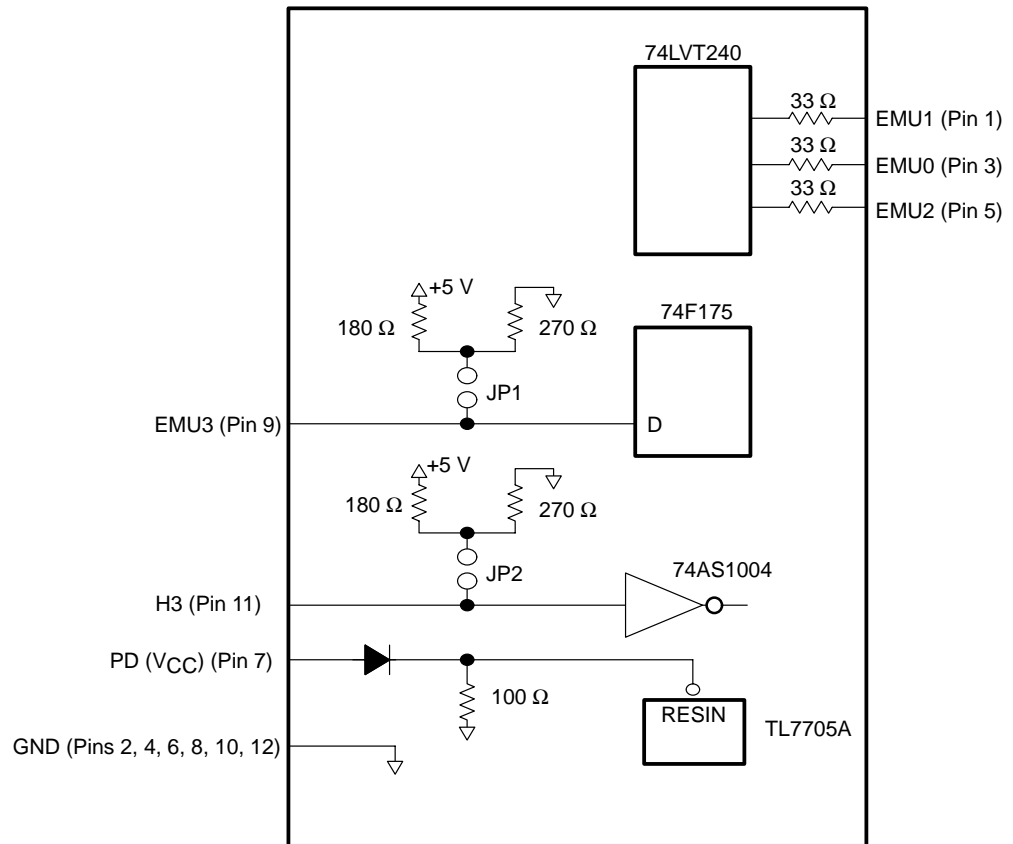 74LVT240
33 Ω
EMU1 (Pin 1)
33 Ω
EMU0 (Pin 3)
33 Ω
EMU2 (Pin 5)
+5 V
180 Ω
270 Ω
74F175
JP1
EMU3 (Pin 9)
D
+5 V
180 Ω
270 Ω
JP2
74AS1004
H3 (Pin 11)
PD (VCC) (Pin 7)
100 Ω
RESIN
TL7705A
GND (Pins 2, 4, 6, 8, 10, 12)